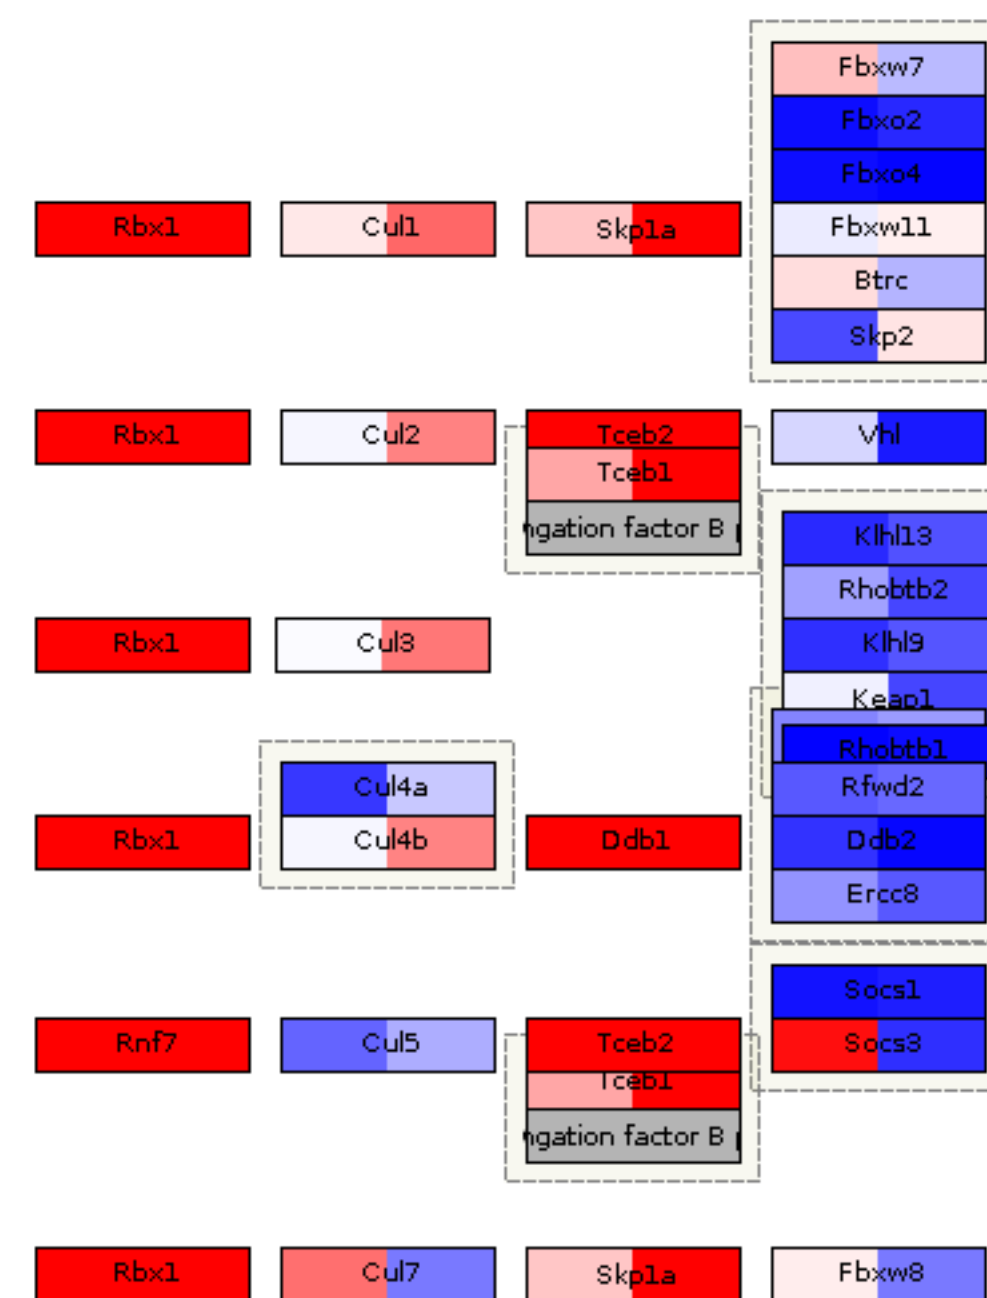 Fbxw7
Fbxo2
Fbxo4
Rbx1 Cul1 Skp1a Fbxw11
Btrc
Skp2
Rbx1 Cul2 Tceb2 Vhl
Tceb1
ngation factor B Klhl13
Rhobtb2
Rbx1 Cul3 Klhl9
Keap1
Rhobtb1
Cul4a Rfwd2
Rbx1 Cul4b Ddb1 Ddb2
Ercc8
Socs1
Rnf7 Cul5 Tceb2 Socs3
Tceb1
ngation factor B
Rbx1 Cul7 Skp1a Fbxw8